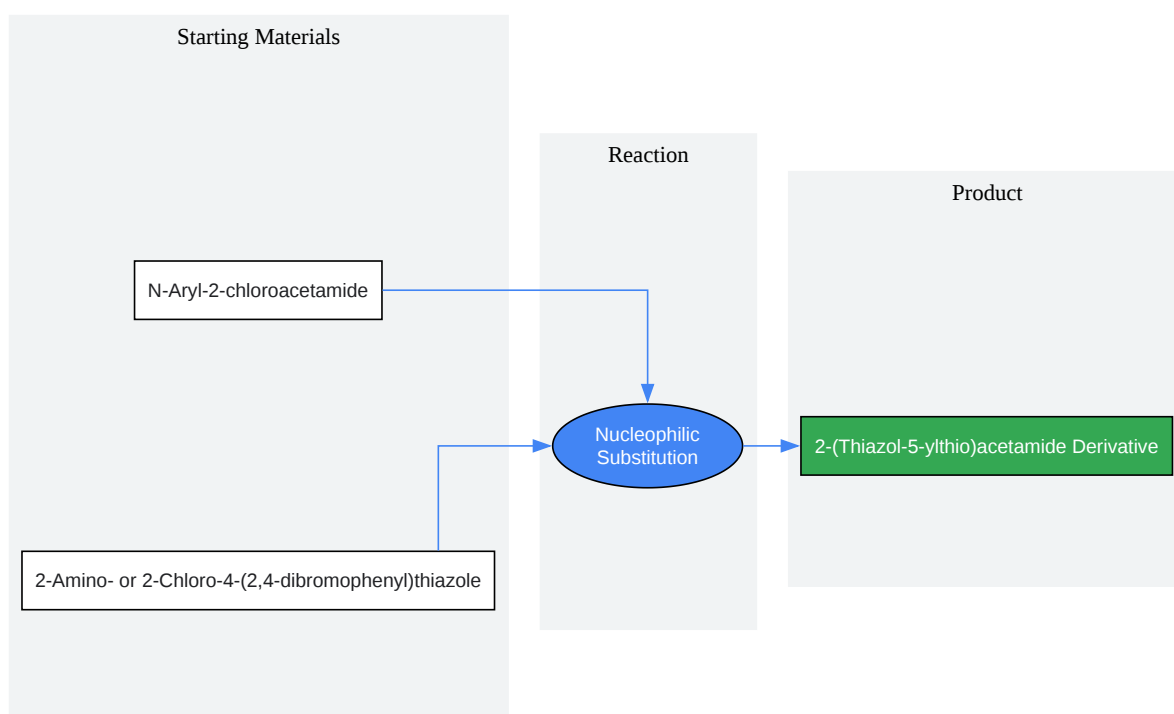 Starting Materials
Reaction
Product
N-Aryl-2-chloroacetamide
Nucleophilic
Substitution
2-(Thiazol-5-ylthio)acetamide Derivative
2-Amino- or 2-Chloro-4-(2,4-dibromophenyl)thiazole